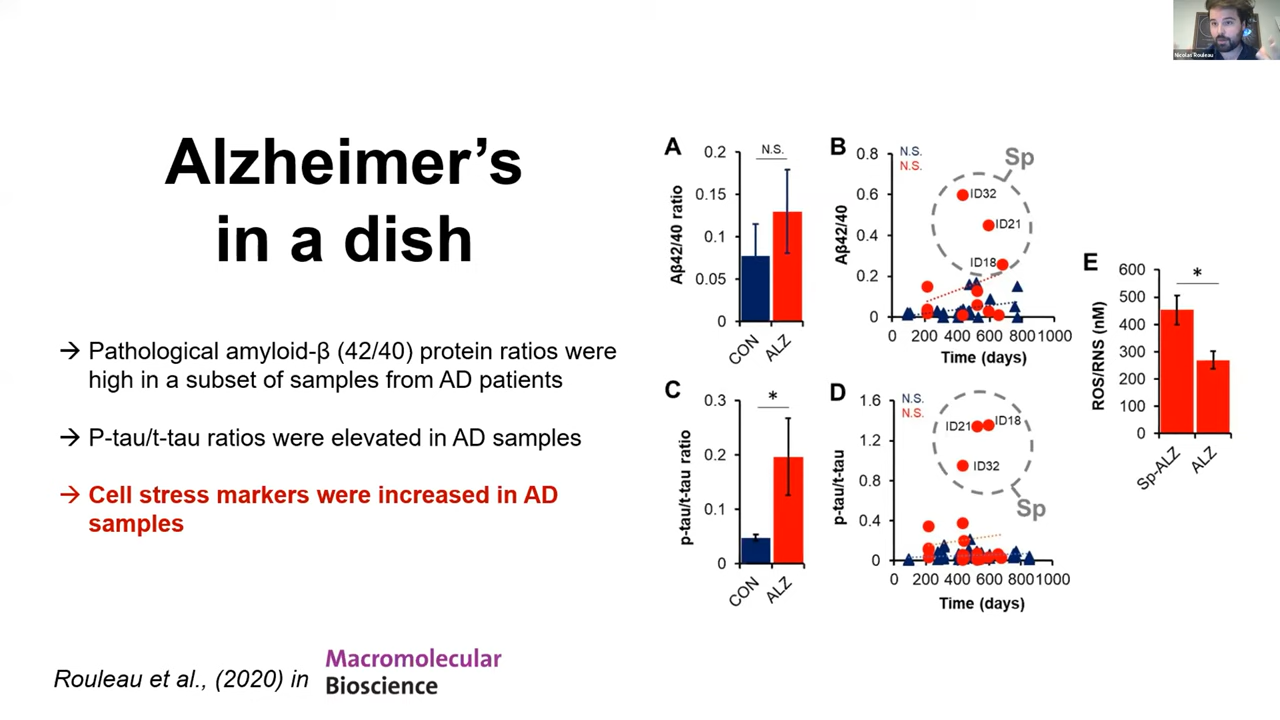 Nicolas Rouleau
Alzheimer's
in a dish
→ Pathological amyloid-β (42/40) protein ratios were
high in a subset of samples from AD patients
→ P-tau/t-tau ratios were elevated in AD samples
→ Cell stress markers were increased in AD
samples
Rouleau et al., (2020) in
Macromolecular
Bioscience
A
Aβ42/40 ratio
0.2
0.15
0.1
0.05
0
N.S.
CON
ALZ
B
Aβ42/40
0.8
0.6
0.4
0.2
0
N.S.
N.S.
Sp
ID32
ID21
ID18
0 200 400 600 800 1000
Time (days)
C
p-tau/t-tau ratio
0.3
0.2
0.1
0
*
CON
ALZ
D
p-tau/t-tau
1.6
1.2
0.8
0.4
0
N.S.
N.S.
ID21
ID18
ID32
Sp
0 200 400 600 800 1000
Time (days)
E
ROS/RNS (nM)
600
500
400
300
200
100
0
*
Sp-ALZ
ALZ